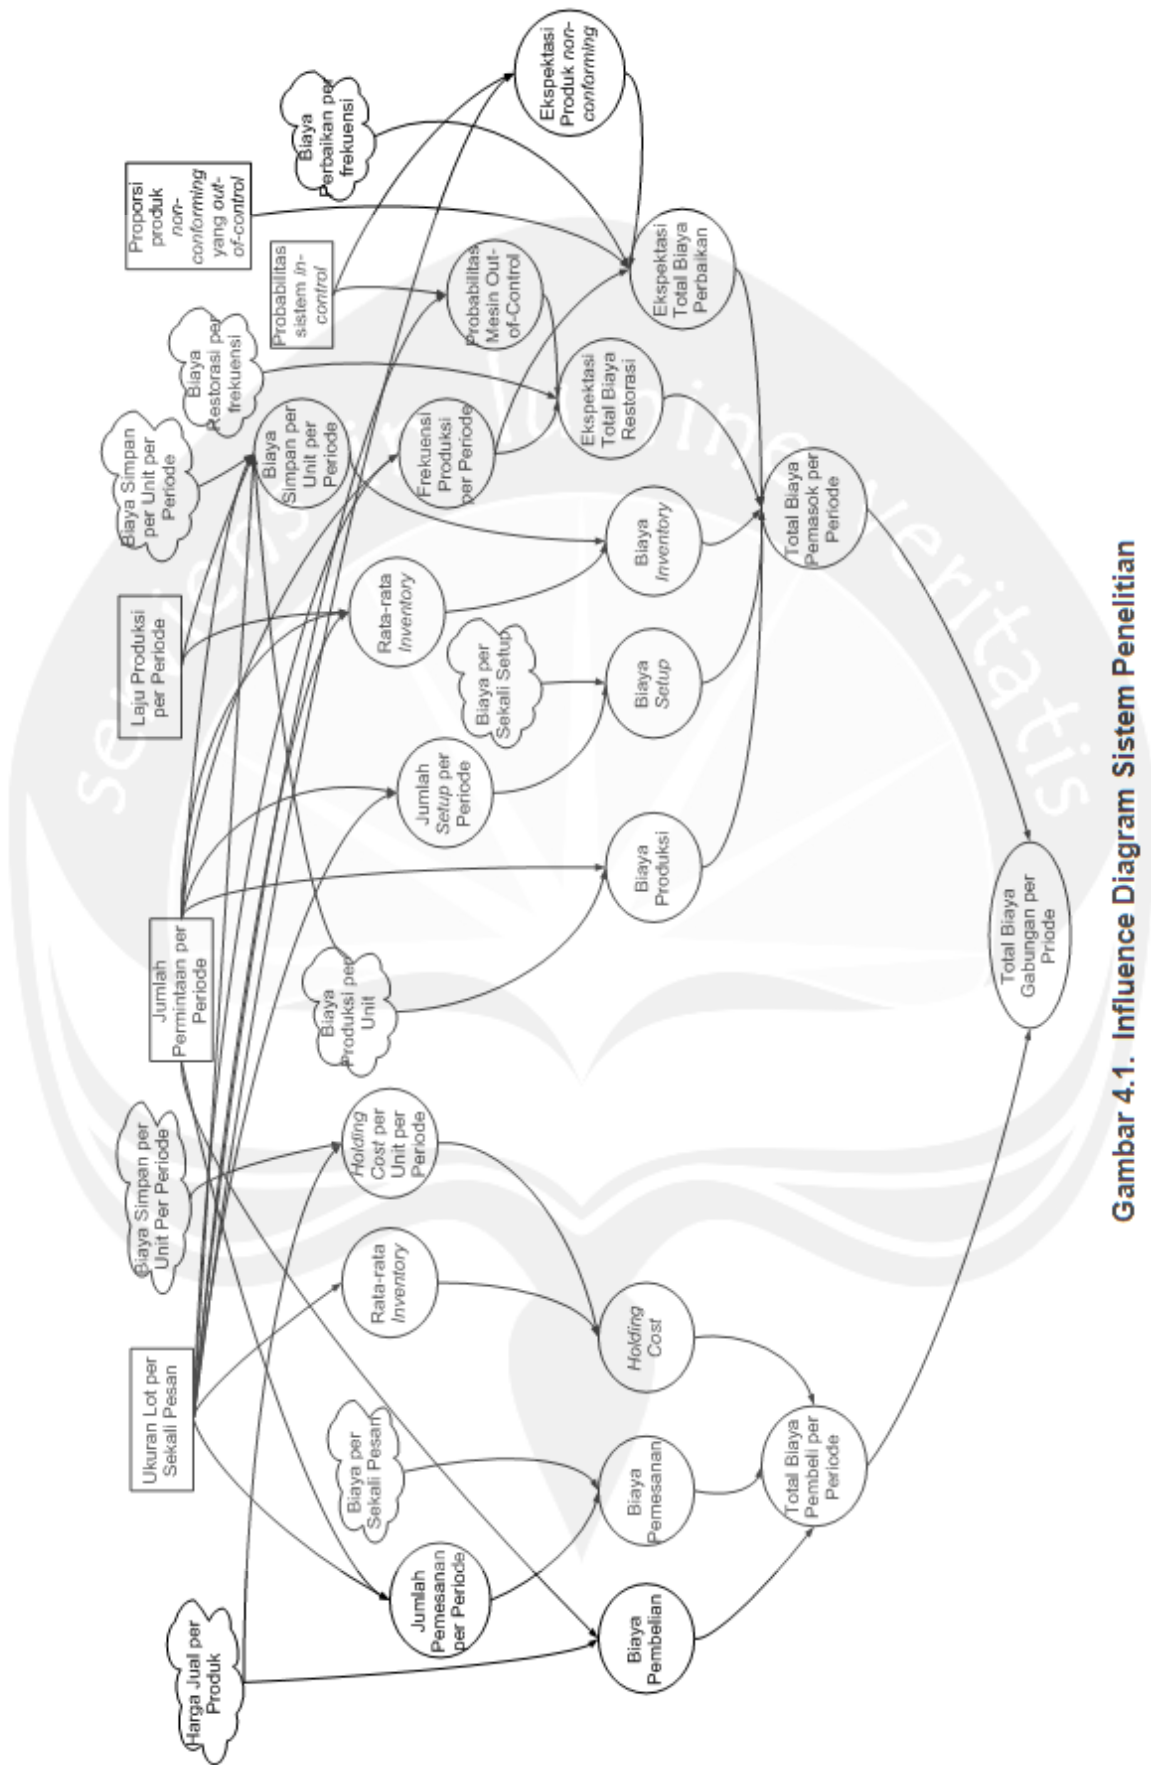 Harga Jual per
Produk
Ukuran Lot per
Sekali Pesan
Biaya Simpan per
Unit Per Periode
Jumlah
Permintaan per
Periode
Laju Produksi
per Periode
Biaya Simpan
per Unit per
Periode
Biaya
Restorasi per
frekuensi
Probabilitas
sistem in-
control
Proporsi
produk
non-
conforming
yang out-
of-control
Biaya
Perbaikan per
frekuensi
Jumlah
Pemesanan
per Periode
Biaya per
Sekali Pesan
Rata-rata
Inventory
Holding
Cost per
Unit per
Periode
Biaya
Produksi per
Unit
Jumlah
Setup per
Periode
Biaya per
Sekali Setup
Rata-rata
Inventory
Frekuensi
Produksi
per Periode
Biaya
Simpan per
Unit per
Periode
Probabilitas
Mesin Out-
of-Control
Ekspektasi
Produk non-
conforming
Biaya
Pembelian
Biaya
Pemesanan
Holding
Cost
Biaya
Produksi
Biaya
Setup
Biaya
Inventory
Ekspektasi
Total Biaya
Restorasi
Ekspektasi
Total Biaya
Perbaikan
Total Biaya
Pembeli per
Periode
Total Biaya
Pemasok per
Periode
Total Biaya
Gabungan per
Priode
serviens in lumine veritatis
Gambar 4.1. Influence Diagram Sistem Penelitian